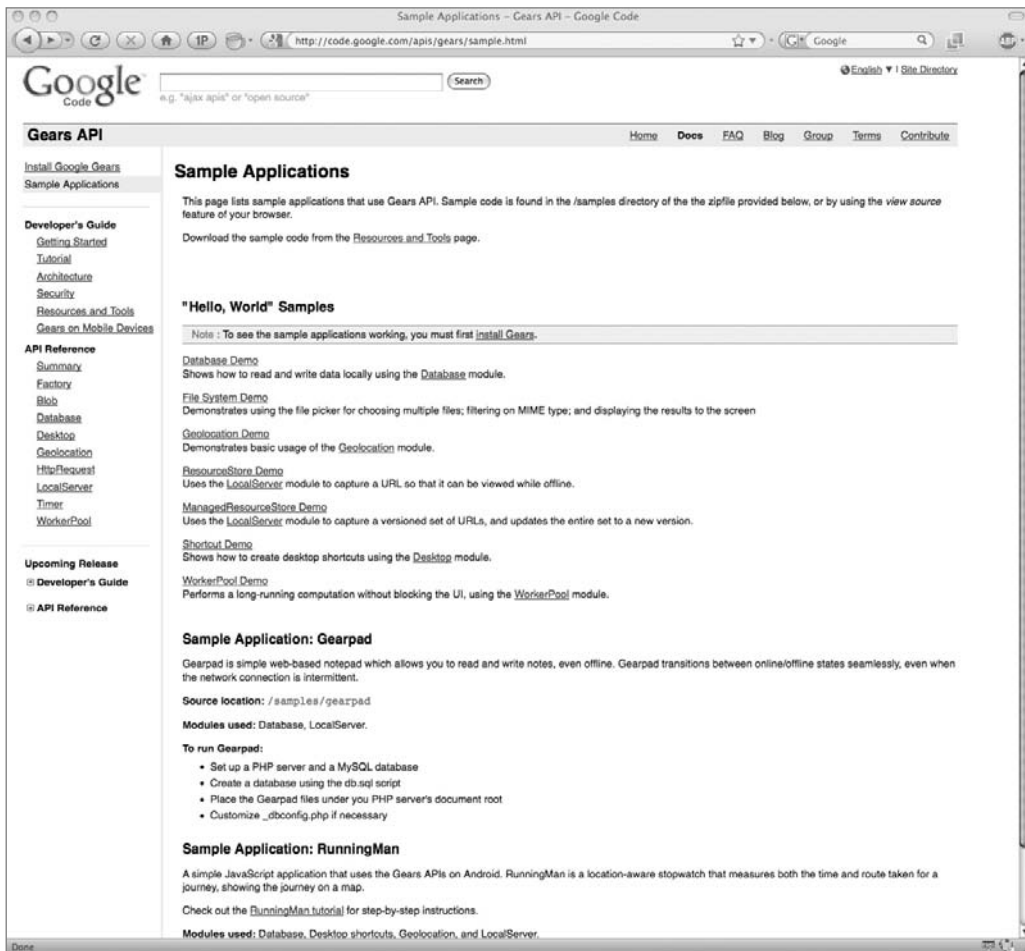 Sample Applications – Gears API – Google Code
1P
http://code.google.com/apis/gears/sample.html
Google
Google
Code
Search
English ▼ | Site Directory
e.g. "ajax apis" or "open source"
Gears API
Home Docs FAQ Blog Group Terms Contribute
Install Google Gears
Sample Applications
Developer's Guide
Getting Started
Tutorial
Architecture
Security
Resources and Tools
Gears on Mobile Devices
API Reference
Summary
Factory
Blob
Database
Desktop
Geolocation
HttpRequest
LocalServer
Timer
WorkerPool
Upcoming Release
Developer's Guide
API Reference
Sample Applications
This page lists sample applications that use Gears API. Sample code is found in the /samples directory of the the zipfile provided below, or by using the view source
feature of your browser.
Download the sample code from the Resources and Tools page.
"Hello, World" Samples
Note : To see the sample applications working, you must first install Gears.
Database Demo
Shows how to read and write data locally using the Database module.
File System Demo
Demonstrates using the file picker for choosing multiple files; filtering on MIME type; and displaying the results to the screen
Geolocation Demo
Demonstrates basic usage of the Geolocation module.
ResourceStore Demo
Uses the LocalServer module to capture a URL so that it can be viewed while offline.
ManagedResourceStore Demo
Uses the LocalServer module to capture a versioned set of URLs, and updates the entire set to a new version.
Shortcut Demo
Shows how to create desktop shortcuts using the Desktop module.
WorkerPool Demo
Performs a long-running computation without blocking the UI, using the WorkerPool module.
Sample Application: Gearpad
Gearpad is simple web-based notepad which allows you to read and write notes, even offline. Gearpad transitions between online/offline states seamlessly, even when
the network connection is intermittent.
Source location: /samples/gearpad
Modules used: Database, LocalServer.
To run Gearpad:
• Set up a PHP server and a MySQL database
• Create a database using the db.sql script
• Place the Gearpad files under you PHP server's document root
• Customize _dbconfig.php if necessary
Sample Application: RunningMan
A simple JavaScript application that uses the Gears APIs on Android. RunningMan is a location-aware stopwatch that measures both the time and route taken for a
journey, showing the journey on a map.
Check out the RunningMan tutorial for step-by-step instructions.
Modules used: Database, Desktop shortcuts, Geolocation, and LocalServer.
Done